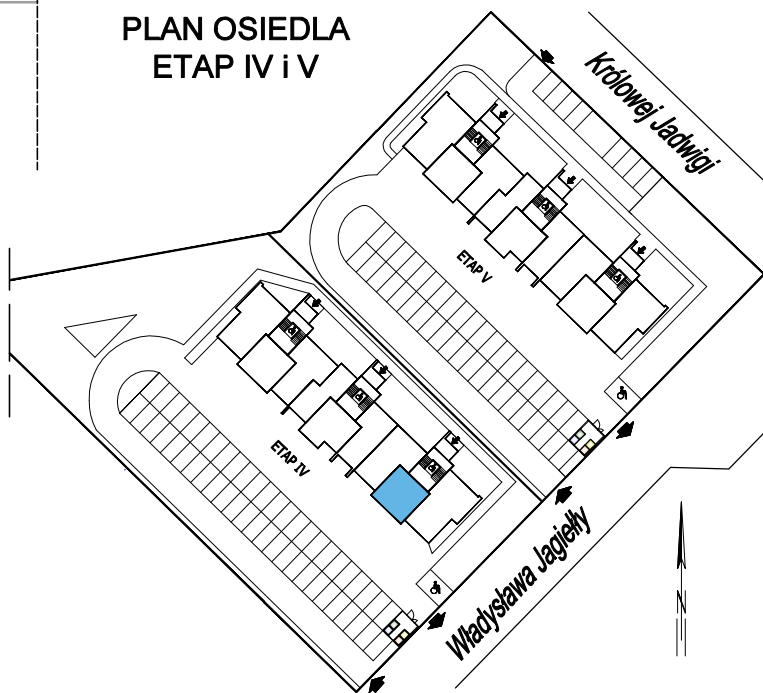 PLAN OSIEDLA
ETAP IV i V
Królowej Jadwigi
ETAP V
ETAP IV
Władysława Jagiełły
N